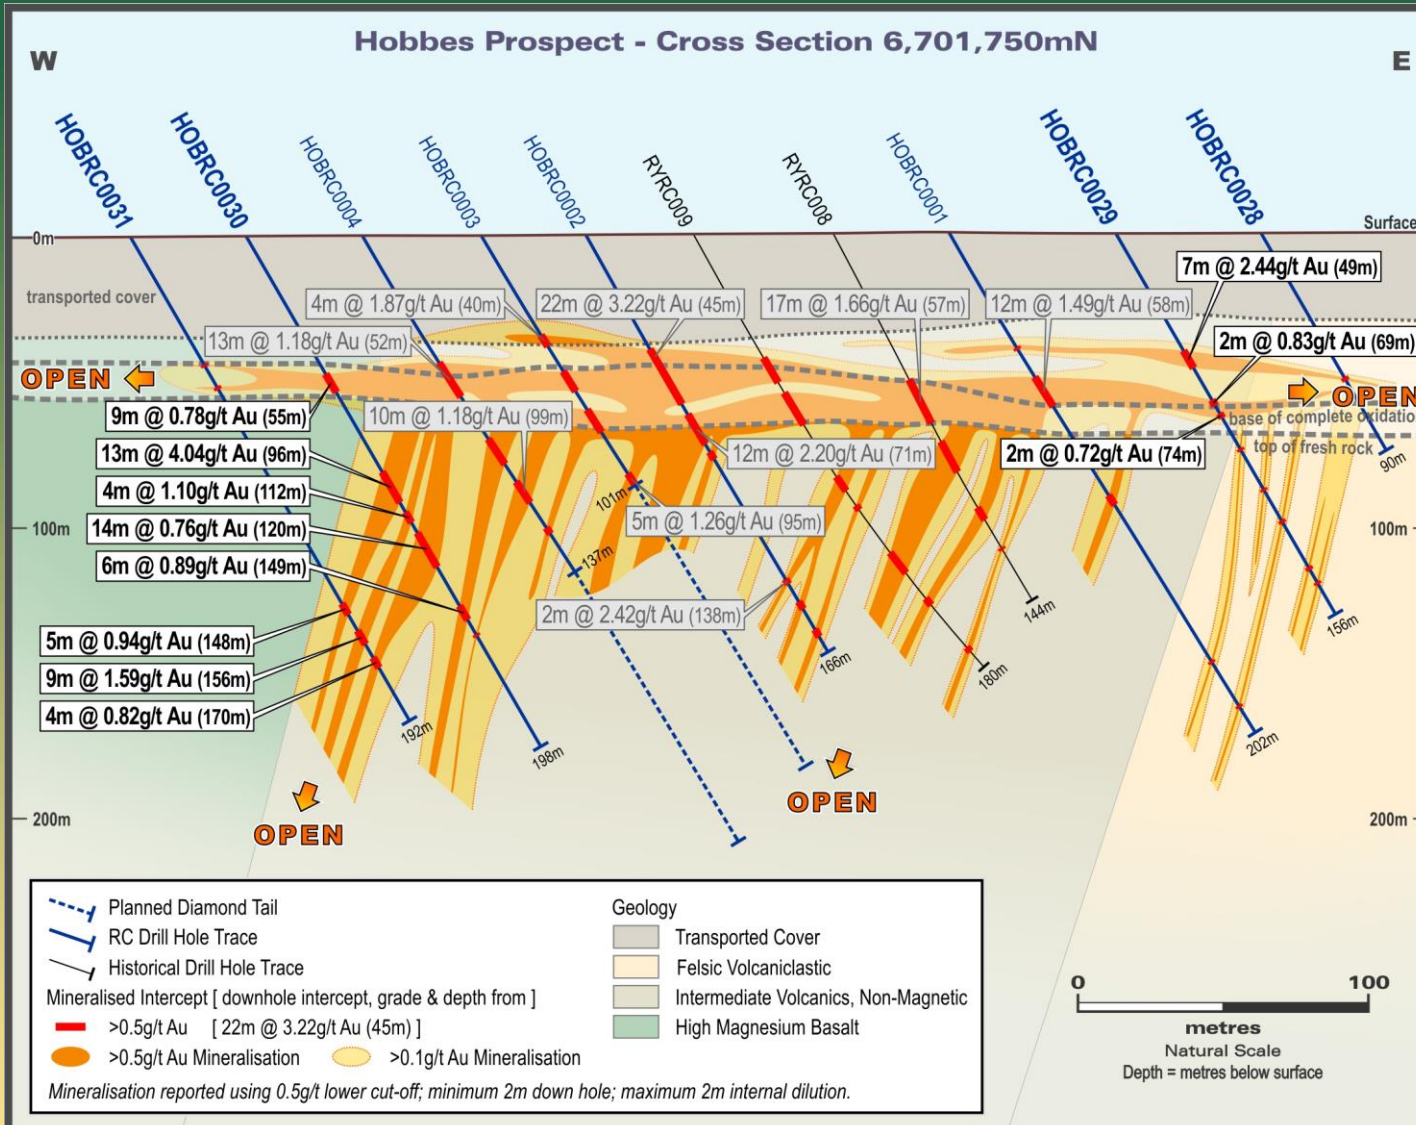 Hobbes Prospect - Cross Section 6,701,750mN
W
E
HOBRC0031
HOBRC0030
HOBRC0004
HOBRC0003
HOBRC0002
RYRC009
RYRC008
HOBRC0001
HOBRC0029
HOBRC0028
Surface
0m
transported cover
7m @ 2.44g/t Au (49m)
4m @ 1.87g/t Au (40m)
22m @ 3.22g/t Au (45m)
17m @ 1.66g/t Au (57m)
12m @ 1.49g/t Au (58m)
13m @ 1.18g/t Au (52m)
2m @ 0.83g/t Au (69m)
OPEN
OPEN
9m @ 0.78g/t Au (55m)
10m @ 1.18g/t Au (99m)
base of complete oxidatio
top of fresh rock
13m @ 4.04g/t Au (96m)
12m @ 2.20g/t Au (71m)
2m @ 0.72g/t Au (74m)
90m
4m @ 1.10g/t Au (112m)
101m
100m
14m @ 0.76g/t Au (120m)
5m @ 1.26g/t Au (95m)
100m
6m @ 0.89g/t Au (149m)
137m
2m @ 2.42g/t Au (138m)
144m
156m
5m @ 0.94g/t Au (148m)
166m
180m
9m @ 1.59g/t Au (156m)
4m @ 0.82g/t Au (170m)
192m
198m
202m
OPEN
OPEN
200m
200m
Planned Diamond Tail
RC Drill Hole Trace
Historical Drill Hole Trace
Mineralised Intercept [ downhole intercept, grade & depth from ]
>0.5g/t Au [ 22m @ 3.22g/t Au (45m) ]
>0.5g/t Au Mineralisation
>0.1g/t Au Mineralisation
Mineralisation reported using 0.5g/t lower cut-off; minimum 2m down hole; maximum 2m internal dilution.
Geology
Transported Cover
Felsic Volcaniclastic
Intermediate Volcanics, Non-Magnetic
High Magnesium Basalt
0
100
metres
Natural Scale
Depth = metres below surface